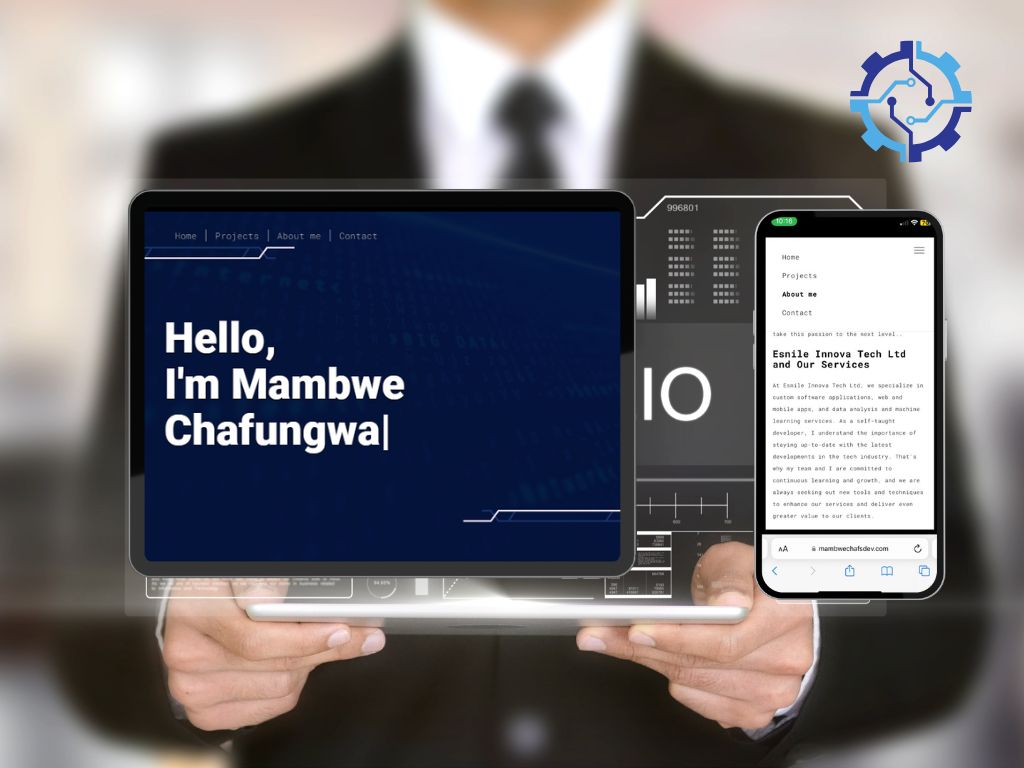 996801
Home | Projects | About me | Contact
Hello,
I'm Mambwe
Chafungwa|
IO
10:16
Home
Projects
About me
Contact
take this passion to the next level..
Esnile Innova Tech Ltd
and Our Services
At Esnile Innova Tech Ltd, we specialize in
custom software applications, web and
mobile apps, and data analysis and machine
learning services. As a self-taught
developer, I understand the importance of
staying up-to-date with the latest
developments in the tech industry. That's
why my team and I are committed to
continuous learning and growth, and we are
always seeking out new tools and techniques
to enhance our services and deliver even
greater value to our clients.
AA mambwechafsdev.com
600 700